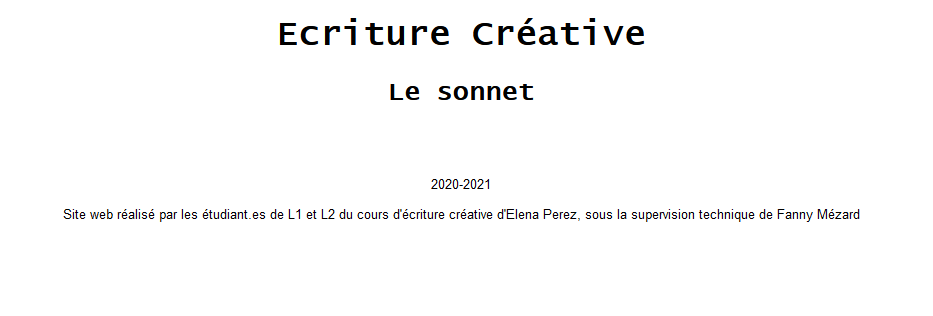 Ecriture Créative
Le sonnet
2020-2021
Site web réalisé par les étudiant.es de L1 et L2 du cours d'écriture créative d'Elena Perez, sous la supervision technique de Fanny Mézard